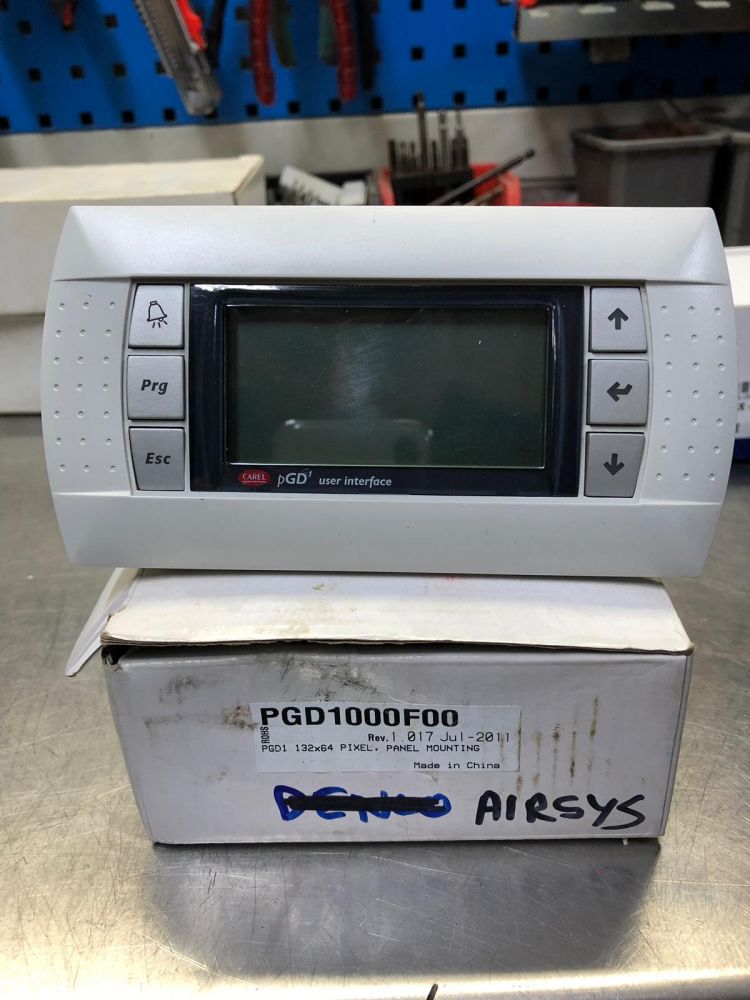 Prg
Esc
CAREL
pGD¹ user interface
PGD1000F00
ROHS
Rev.1.017 Jul-2011
PGD1 132x64 PIXEL, PANEL MOUNTING
Made in China
AIRSYS